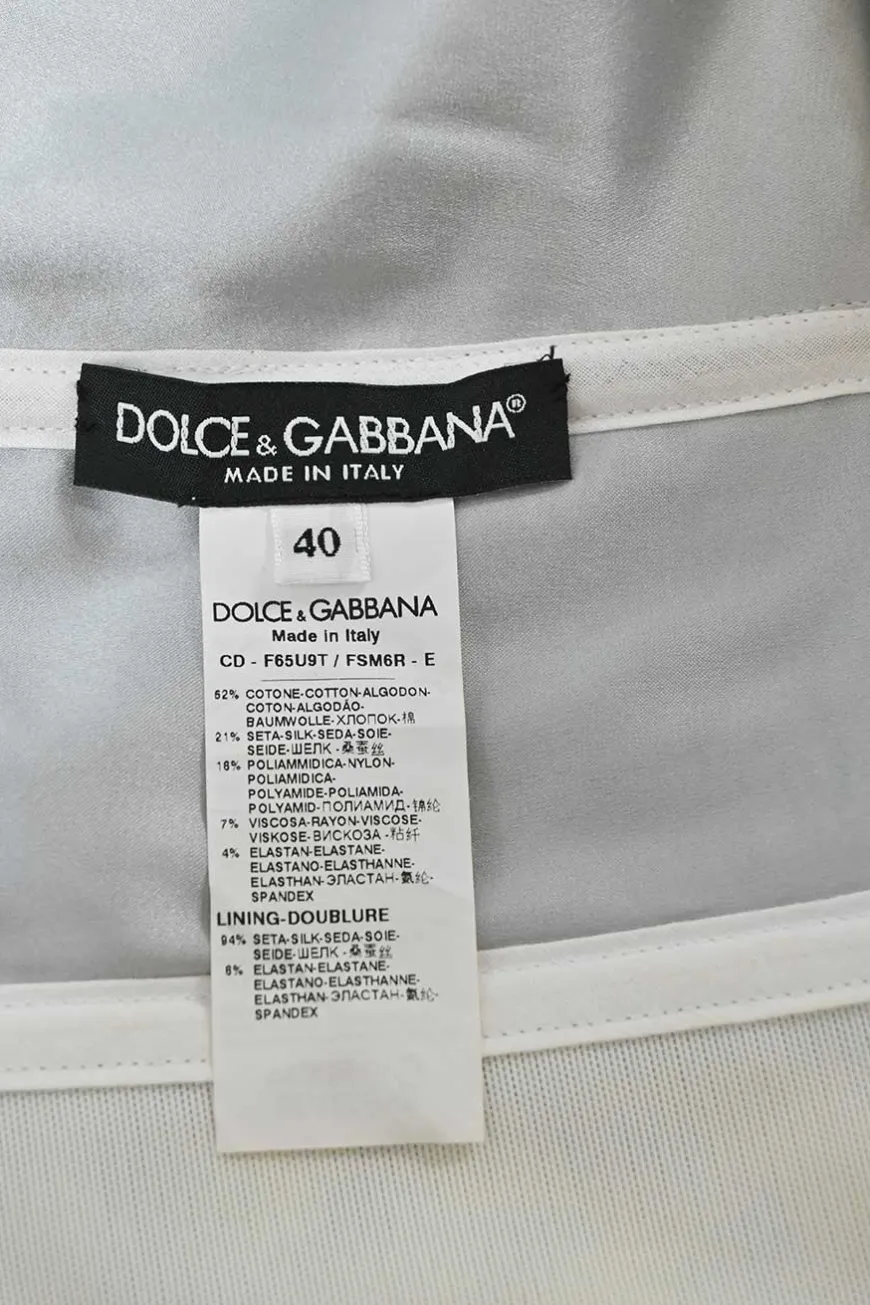 DOLCE & GABBANA®
MADE IN ITALY
40
DOLCE & GABBANA
Made in Italy
CD - F65U9T / FSM6R - E
62% COTONE-COTTON-ALGODON-
COTON-ALGODÃO-
BAUMWOLLE-ХЛОПОК-棉
21% SETA-SILK-SEDA-SOIE-
SEIDE-ШЕЛК-桑蚕丝
16% POLIAMMIDICA-NYLON-
POLIAMIDICA-
POLYAMIDE-POLIAMIDA-
POLYAMID-ПОЛИАМИД-锦纶
7% VISCOSA-RAYON-VISCOSE-
VISKOSE-ВИСКОЗА-粘纤
4% ELASTAN-ELASTANE-
ELASTANO-ELASTHANNE-
ELASTHAN-ЭЛАСТАН-氨纶-
SPANDEX
LINING-DOUBLURE
94% SETA-SILK-SEDA-SOIE-
SEIDE-ШЕЛК-桑蚕丝
6% ELASTAN-ELASTANE-
ELASTANO-ELASTHANNE-
ELASTHAN-ЭЛАСТАН-氨纶-
SPANDEX